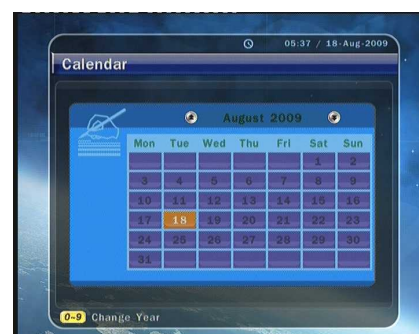 05:37 / 18-Aug-2009
Calendar
August 2009
Mon Tue Wed Thu Fri Sat Sun
1 2
3 4 5 6 7 8 9
10 11 12 13 14 15 16
17 18 19 20 21 22 23
24 25 26 27 28 29 30
31
0~9 Change Year